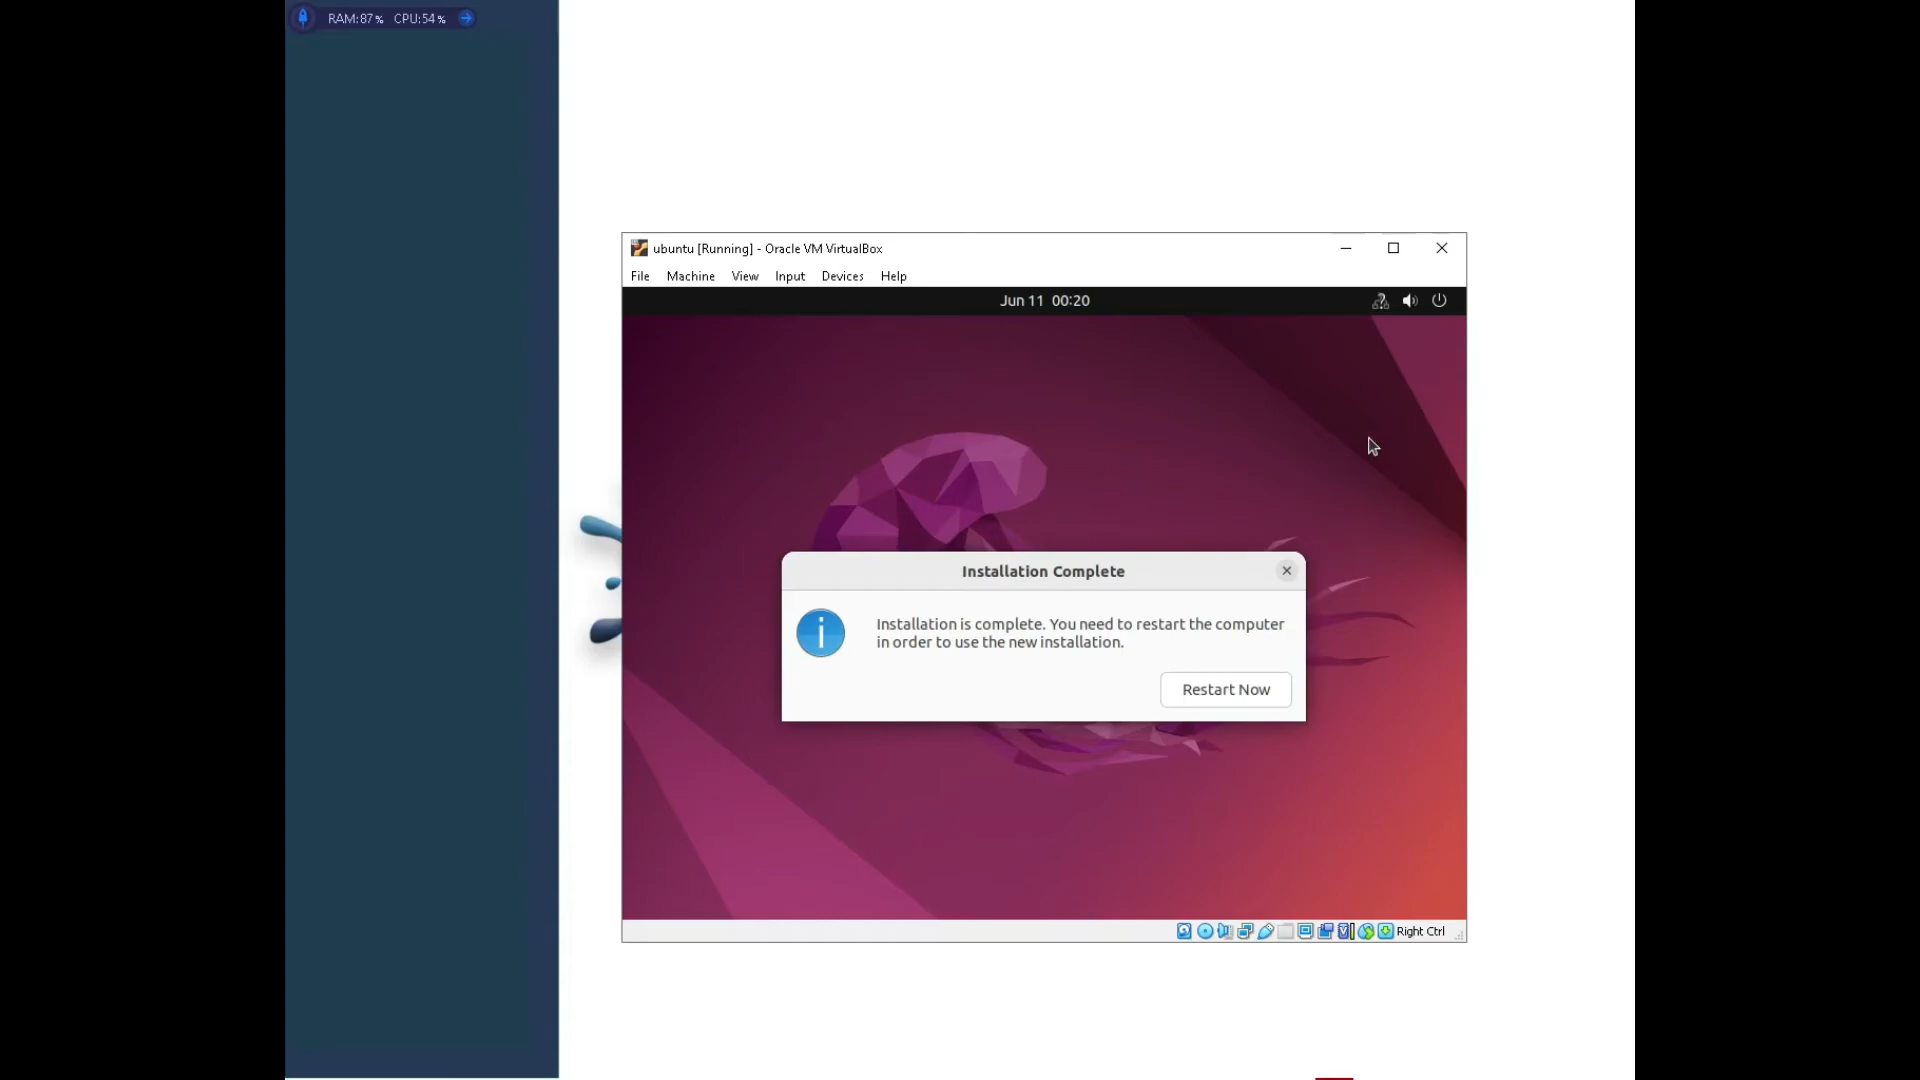 RAM:87% CPU:54%
ubuntu [Running] - Oracle VM VirtualBox
File Machine View Input Devices Help
Jun 11 00:20
Installation Complete
Installation is complete. You need to restart the computer
in order to use the new installation.
Restart Now
Right Ctrl